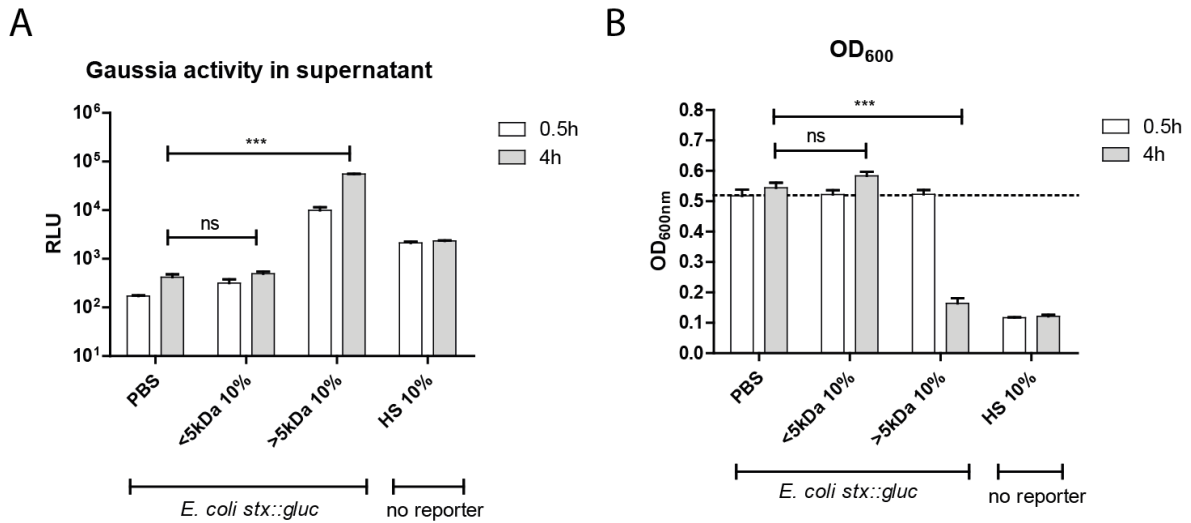 A
Gaussia activity in supernatant
10⁶
10⁵
10⁴
10³
10²
10¹
RLU
***
ns
0.5h
4h
PBS
<5kDa 10%
>5kDa 10%
HS 10%
E. coli stx::gluc
no reporter
B
OD₆₀₀
0.8
0.7
0.6
0.5
0.4
0.3
0.2
0.1
0.0
OD₆₀₀ₙₘ
***
ns
0.5h
4h
PBS
<5kDa 10%
>5kDa 10%
HS 10%
E. coli stx::gluc
no reporter